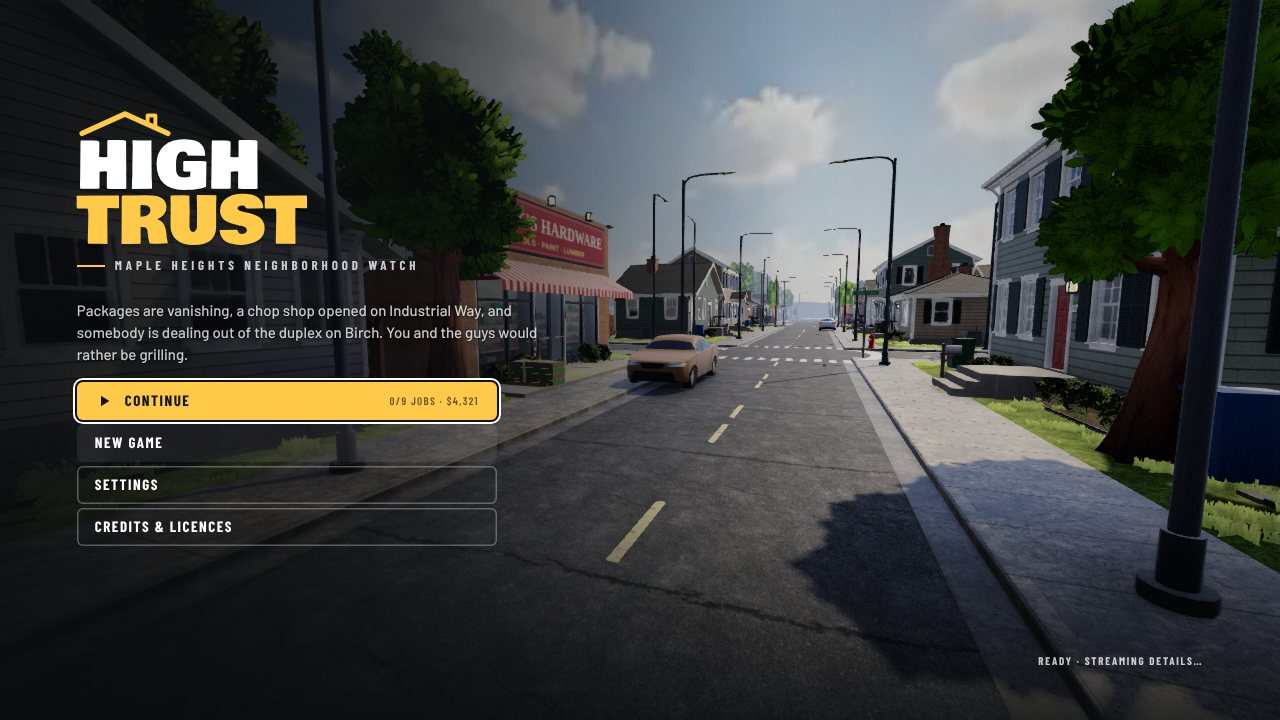 HIGH
TRUST
MAPLE HEIGHTS NEIGHBORHOOD WATCH
Packages are vanishing, a chop shop opened on Industrial Way, and
somebody is dealing out of the duplex on Birch. You and the guys would
rather be grilling.
CONTINUE 0/9 JOBS · $4,321
NEW GAME
SETTINGS
CREDITS & LICENCES
HARDWARE
PAINT · LUMBER
READY · STREAMING DETAILS…